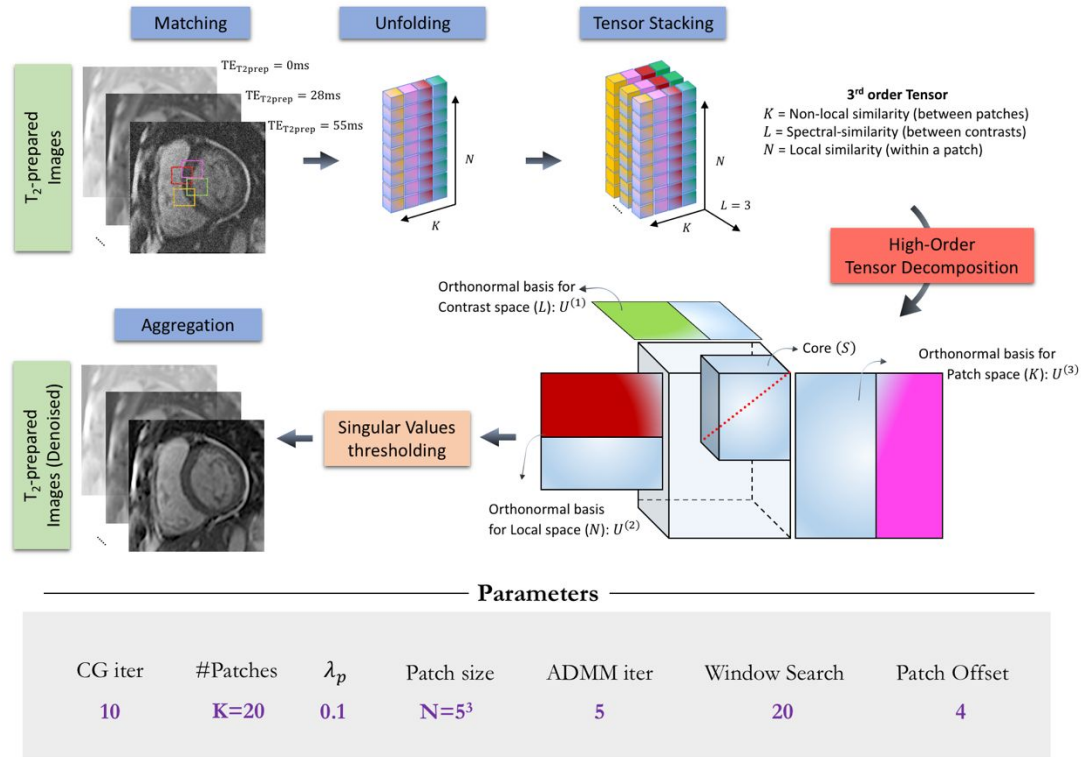 Matching
Unfolding
Tensor Stacking
T₂-prepared
Images
TE_T2prep = 0ms
TE_T2prep = 28ms
TE_T2prep = 55ms
....
N
K
....
N
L = 3
K
3rd order Tensor
K = Non-local similarity (between patches)
L = Spectral-similarity (between contrasts)
N = Local similarity (within a patch)
High-Order
Tensor Decomposition
Orthonormal basis for
Contrast space (L): U⁽¹⁾
Core (S)
Orthonormal basis for
Patch space (K): U⁽³⁾
Orthonormal basis
for Local space (N): U⁽²⁾
Singular Values
thresholding
Aggregation
T₂-prepared
Images (Denoised)
....
Parameters
CG iter
#Patches
λₚ
Patch size
ADMM iter
Window Search
Patch Offset
10
K=20
0.1
N=5³
5
20
4